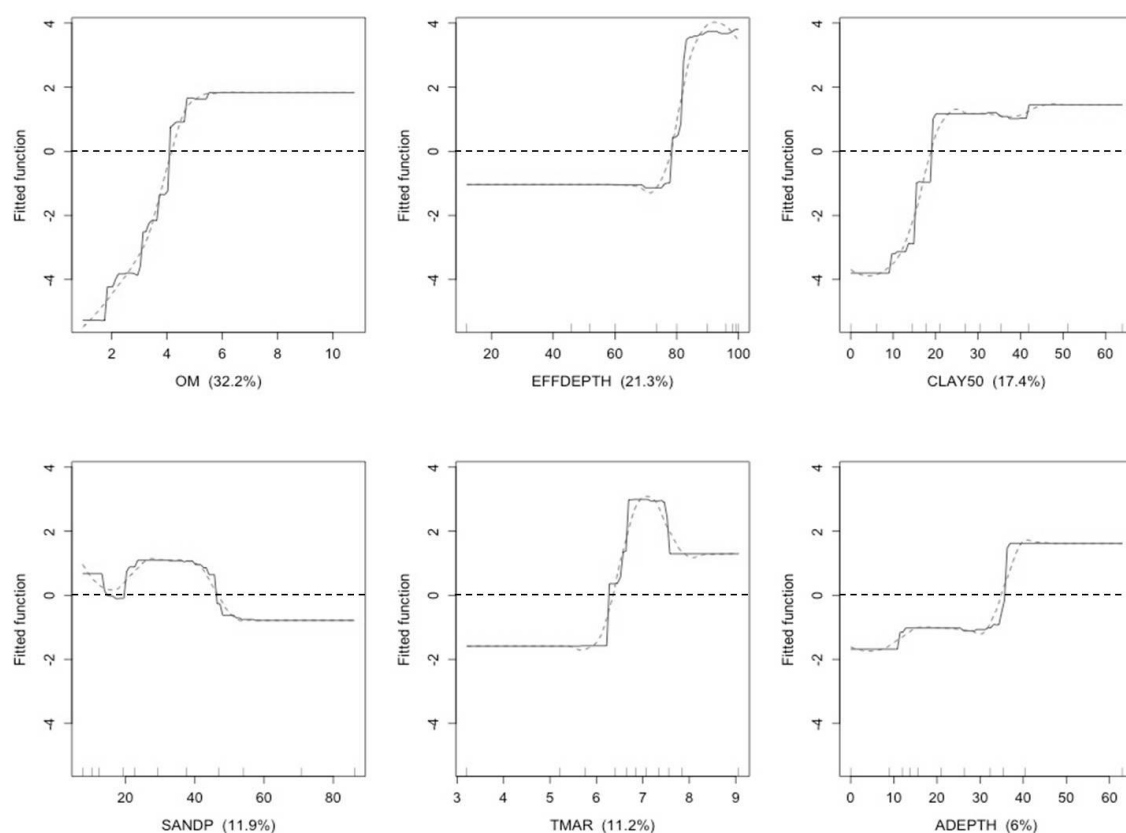 4
2
0
-2
-4
Fitted function
2 4 6 8 10
OM (32.2%)
4
2
0
-2
-4
Fitted function
20 40 60 80 100
EFFDEPTH (21.3%)
4
2
0
-2
-4
Fitted function
0 10 20 30 40 50 60
CLAY50 (17.4%)
4
2
0
-2
-4
Fitted function
20 40 60 80
SANDP (11.9%)
4
2
0
-2
-4
Fitted function
3 4 5 6 7 8 9
TMAR (11.2%)
4
2
0
-2
-4
Fitted function
0 10 20 30 40 50 60
ADEPTH (6%)